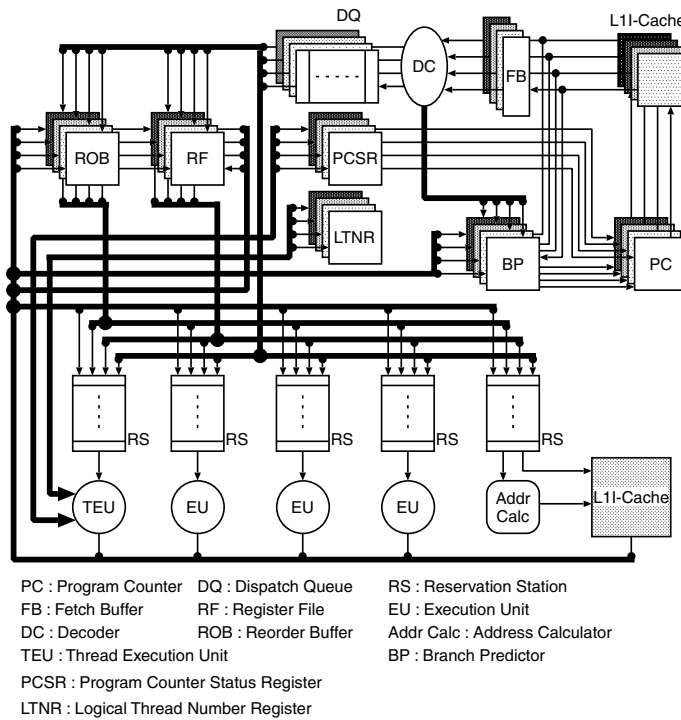 DQ
L1I-Cache
DC
FB
ROB
RF
PCSR
LTNR
BP
PC
RS
RS
RS
RS
RS
TEU
EU
EU
EU
Addr
Calc
L1I-Cache
PC : Program Counter DQ : Dispatch Queue RS : Reservation Station
FB : Fetch Buffer RF : Register File EU : Execution Unit
DC : Decoder ROB : Reorder Buffer Addr Calc : Address Calculator
TEU : Thread Execution Unit BP : Branch Predictor
PCSR : Program Counter Status Register
LTNR : Logical Thread Number Register